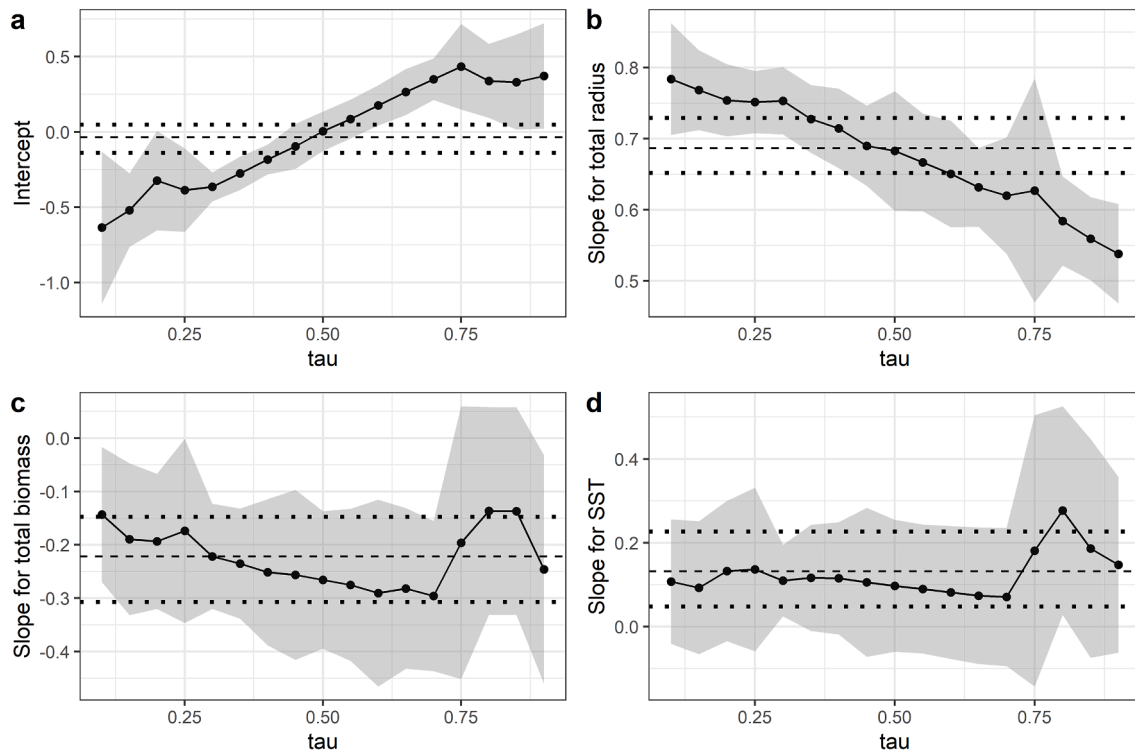 a
Intercept
0.5
0.0
-0.5
-1.0
0.25 0.50 0.75
tau
b
Slope for total radius
0.8
0.7
0.6
0.5
0.25 0.50 0.75
tau
c
Slope for total biomass
0.0
-0.1
-0.2
-0.3
-0.4
0.25 0.50 0.75
tau
d
Slope for SST
0.4
0.2
0.0
0.25 0.50 0.75
tau